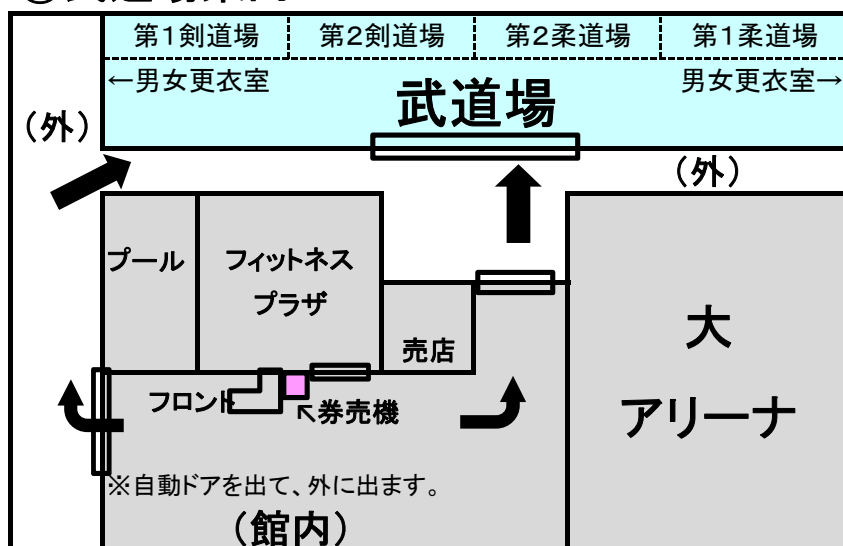 第1剣道場 第2剣道場 第2柔道場 第1柔道場
←男女更衣室 武道場 男女更衣室→
(外)
(外)
プール フィットネス
プラザ
売店
大
アリーナ
フロント ↖券売機
※自動ドアを出て、外に出ます。
(館内)